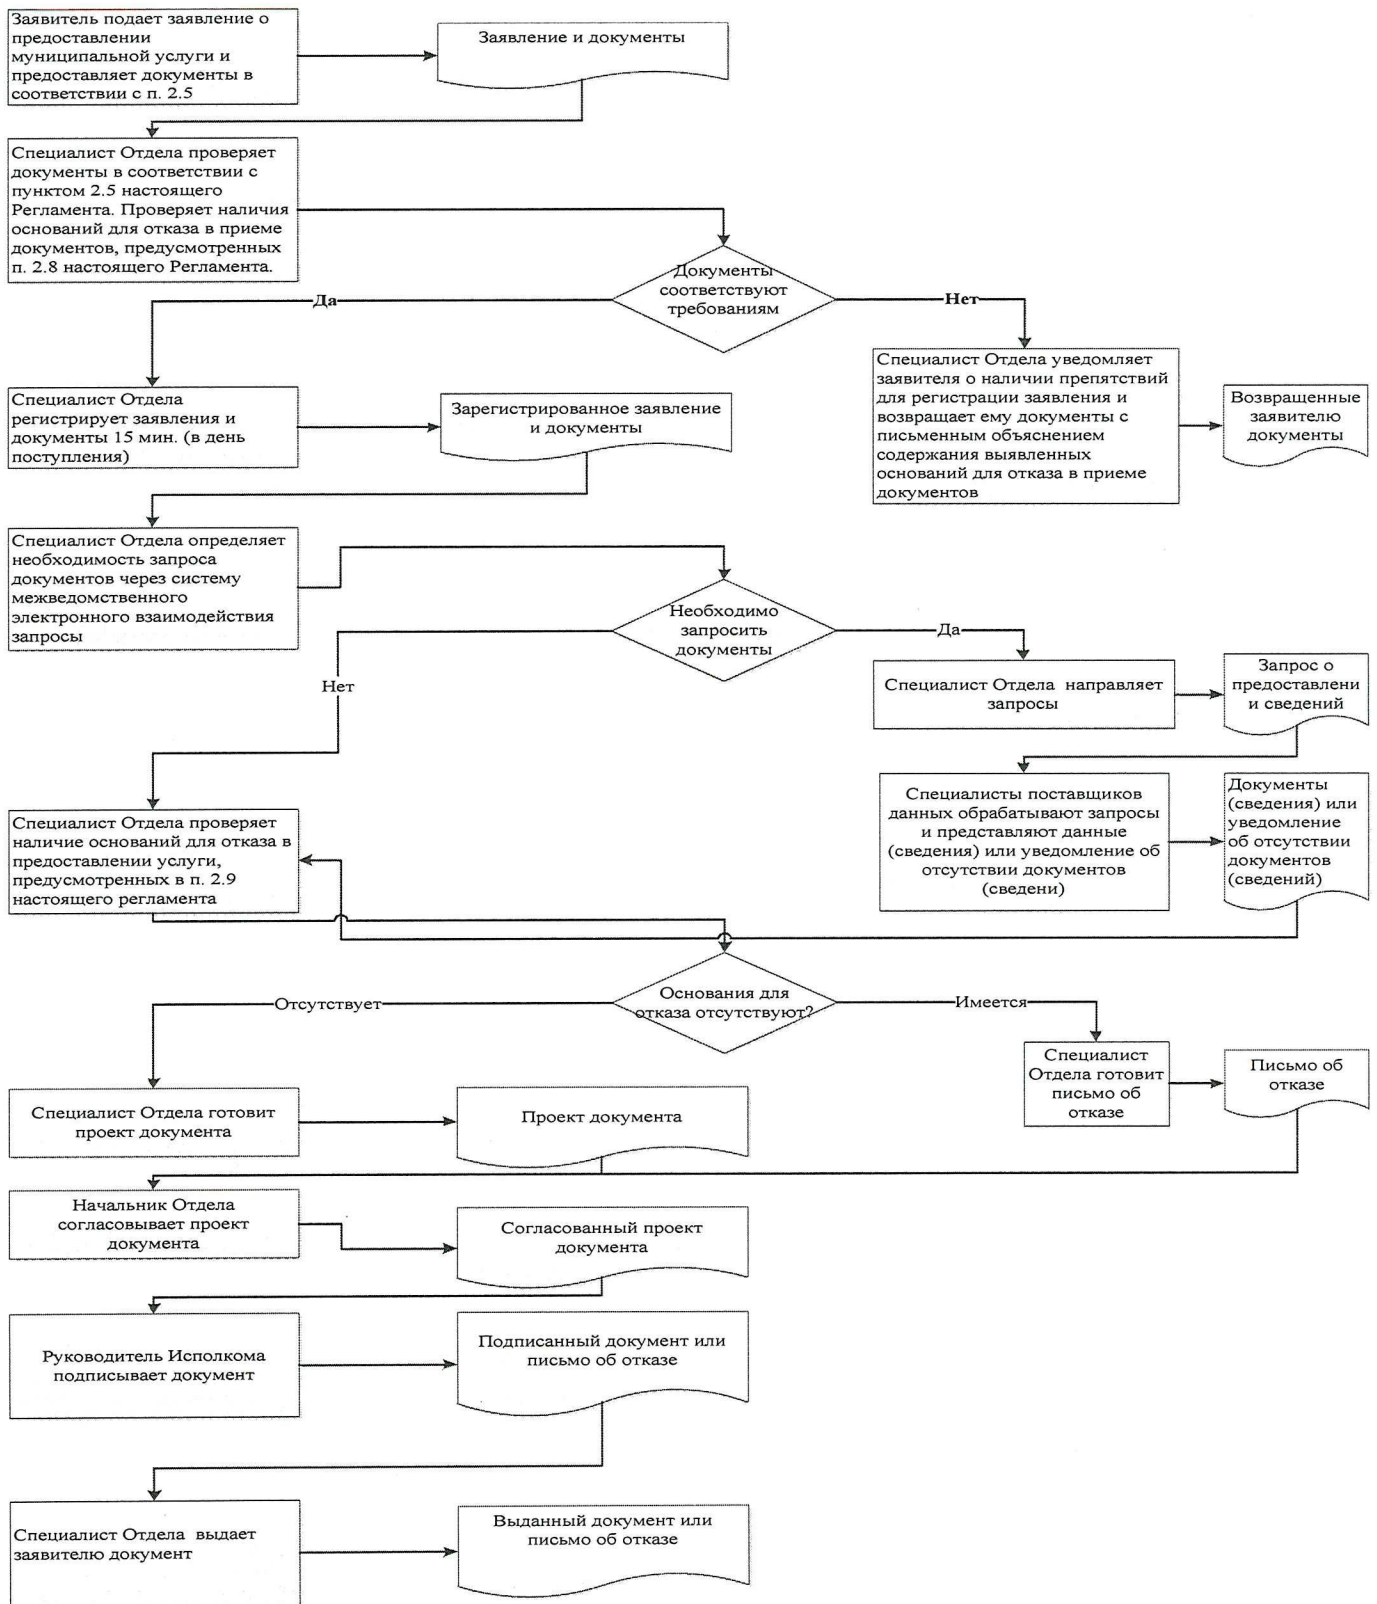 Заявитель подает заявление о
предоставлении
муниципальной услуги и
предоставляет документы в
соответствии с п. 2.5
Заявление и документы
Специалист Отдела проверяет
документы в соответствии с
пунктом 2.5 настоящего
Регламента. Проверяет наличия
оснований для отказа в приеме
документов, предусмотренных
п. 2.8 настоящего Регламента.
Документы
соответствуют
требованиям
Да
Нет
Специалист Отдела
регистрирует заявления и
документы 15 мин. (в день
поступления)
Зарегистрированное заявление
и документы
Специалист Отдела уведомляет
заявителя о наличии препятствий
для регистрации заявления и
возвращает ему документы с
письменным объяснением
содержания выявленных
оснований для отказа в приеме
документов
Возвращенные
заявителю
документы
Специалист Отдела определяет
необходимость запроса
документов через систему
межведомственного
электронного взаимодействия
запросы
Необходимо
запросить
документы
Да
Нет
Специалист Отдела направляет
запросы
Запрос о
предоставлени
и сведений
Специалисты поставщиков
данных обрабатывают запросы
и представляют данные
(сведения) или уведомление об
отсутствии документов
(сведени)
Документы
(сведения) или
уведомление
об отсутствии
документов
(сведений)
Специалист Отдела проверяет
наличие оснований для отказа в
предоставлении услуги,
предусмотренных в п. 2.9
настоящего регламента
Основания для
отказа отсутствуют?
Отсутствует
Имеется
Специалист
Отдела готовит
письмо об
отказе
Письмо об
отказе
Специалист Отдела готовит
проект документа
Проект документа
Начальник Отдела
согласовывает проект
документа
Согласованный проект
документа
Руководитель Исполкома
подписывает документ
Подписанный документ или
письмо об отказе
Специалист Отдела выдает
заявителю документ
Выданный документ или
письмо об отказе